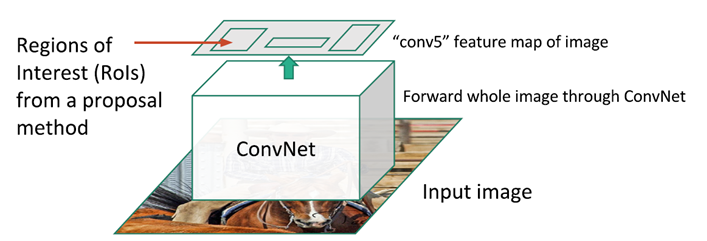 Regions of
Interest (RoIs)
from a proposal
method
“conv5” feature map of image
Forward whole image through ConvNet
ConvNet
Input image